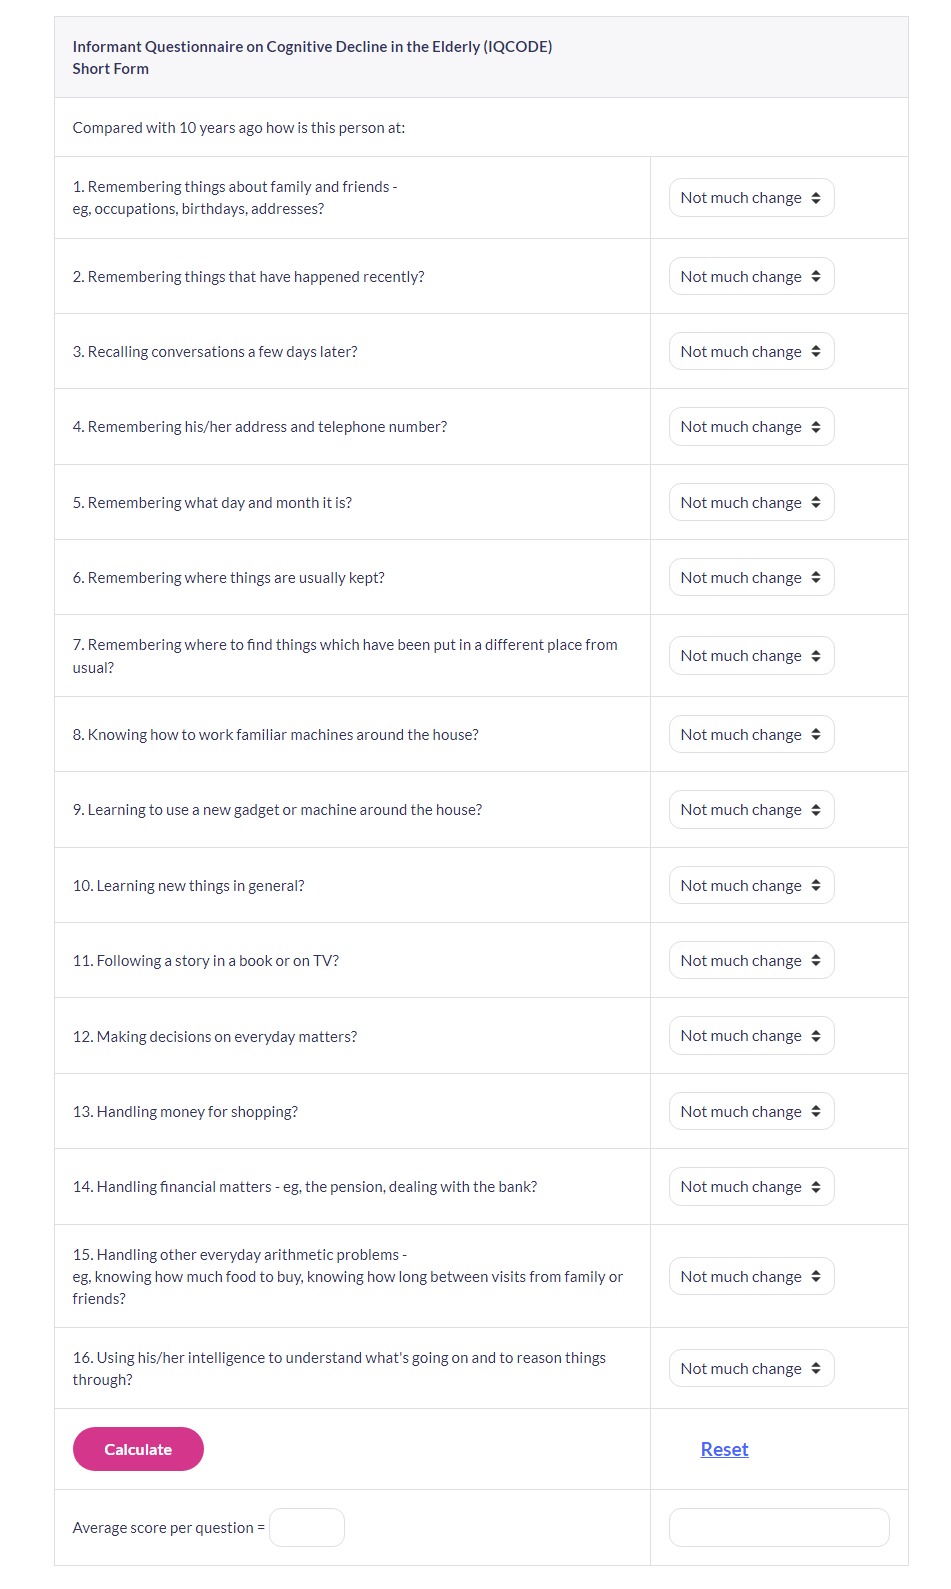 Informant Questionnaire on Cognitive Decline in the Elderly (IQCODE)
Short Form
Compared with 10 years ago how is this person at:
1. Remembering things about family and friends -
eg, occupations, birthdays, addresses?
Not much change
2. Remembering things that have happened recently?
Not much change
3. Recalling conversations a few days later?
Not much change
4. Remembering his/her address and telephone number?
Not much change
5. Remembering what day and month it is?
Not much change
6. Remembering where things are usually kept?
Not much change
7. Remembering where to find things which have been put in a different place from
usual?
Not much change
8. Knowing how to work familiar machines around the house?
Not much change
9. Learning to use a new gadget or machine around the house?
Not much change
10. Learning new things in general?
Not much change
11. Following a story in a book or on TV?
Not much change
12. Making decisions on everyday matters?
Not much change
13. Handling money for shopping?
Not much change
14. Handling financial matters - eg, the pension, dealing with the bank?
Not much change
15. Handling other everyday arithmetic problems -
eg, knowing how much food to buy, knowing how long between visits from family or
friends?
Not much change
16. Using his/her intelligence to understand what's going on and to reason things
through?
Not much change
Calculate
Reset
Average score per question =